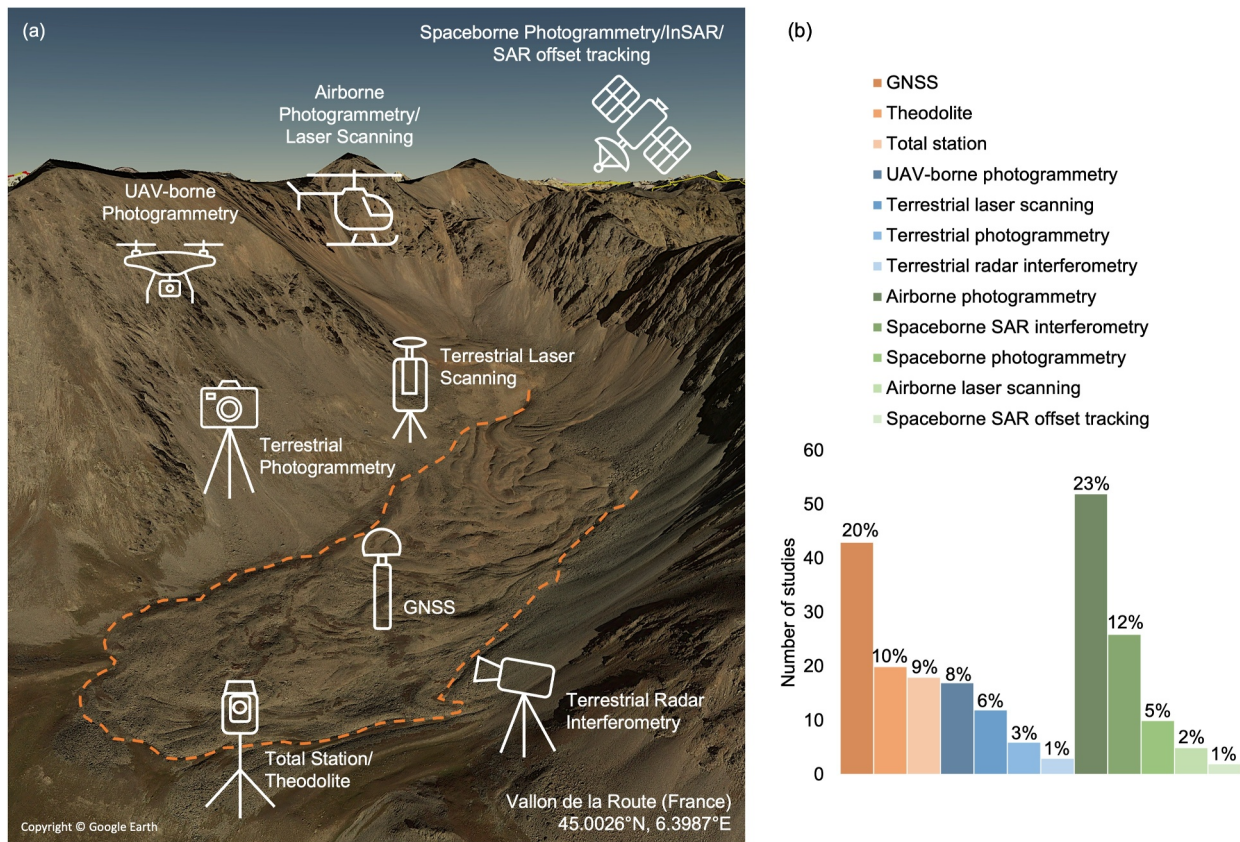 (a)
Spaceborne Photogrammetry/InSAR/
SAR offset tracking
Airborne
Photogrammetry/
Laser Scanning
UAV-borne
Photogrammetry
Terrestrial Laser
Scanning
Terrestrial
Photogrammetry
GNSS
Terrestrial Radar
Interferometry
Total Station/
Theodolite
Vallon de la Route (France)
45.0026°N, 6.3987°E
Copyright © Google Earth
(b)
GNSS
Theodolite
Total station
UAV-borne photogrammetry
Terrestrial laser scanning
Terrestrial photogrammetry
Terrestrial radar interferometry
Airborne photogrammetry
Spaceborne SAR interferometry
Spaceborne photogrammetry
Airborne laser scanning
Spaceborne SAR offset tracking
Number of studies
60
50
40
30
20
10
0
20%
10%
9%
8%
6%
3%
1%
23%
12%
5%
2%
1%